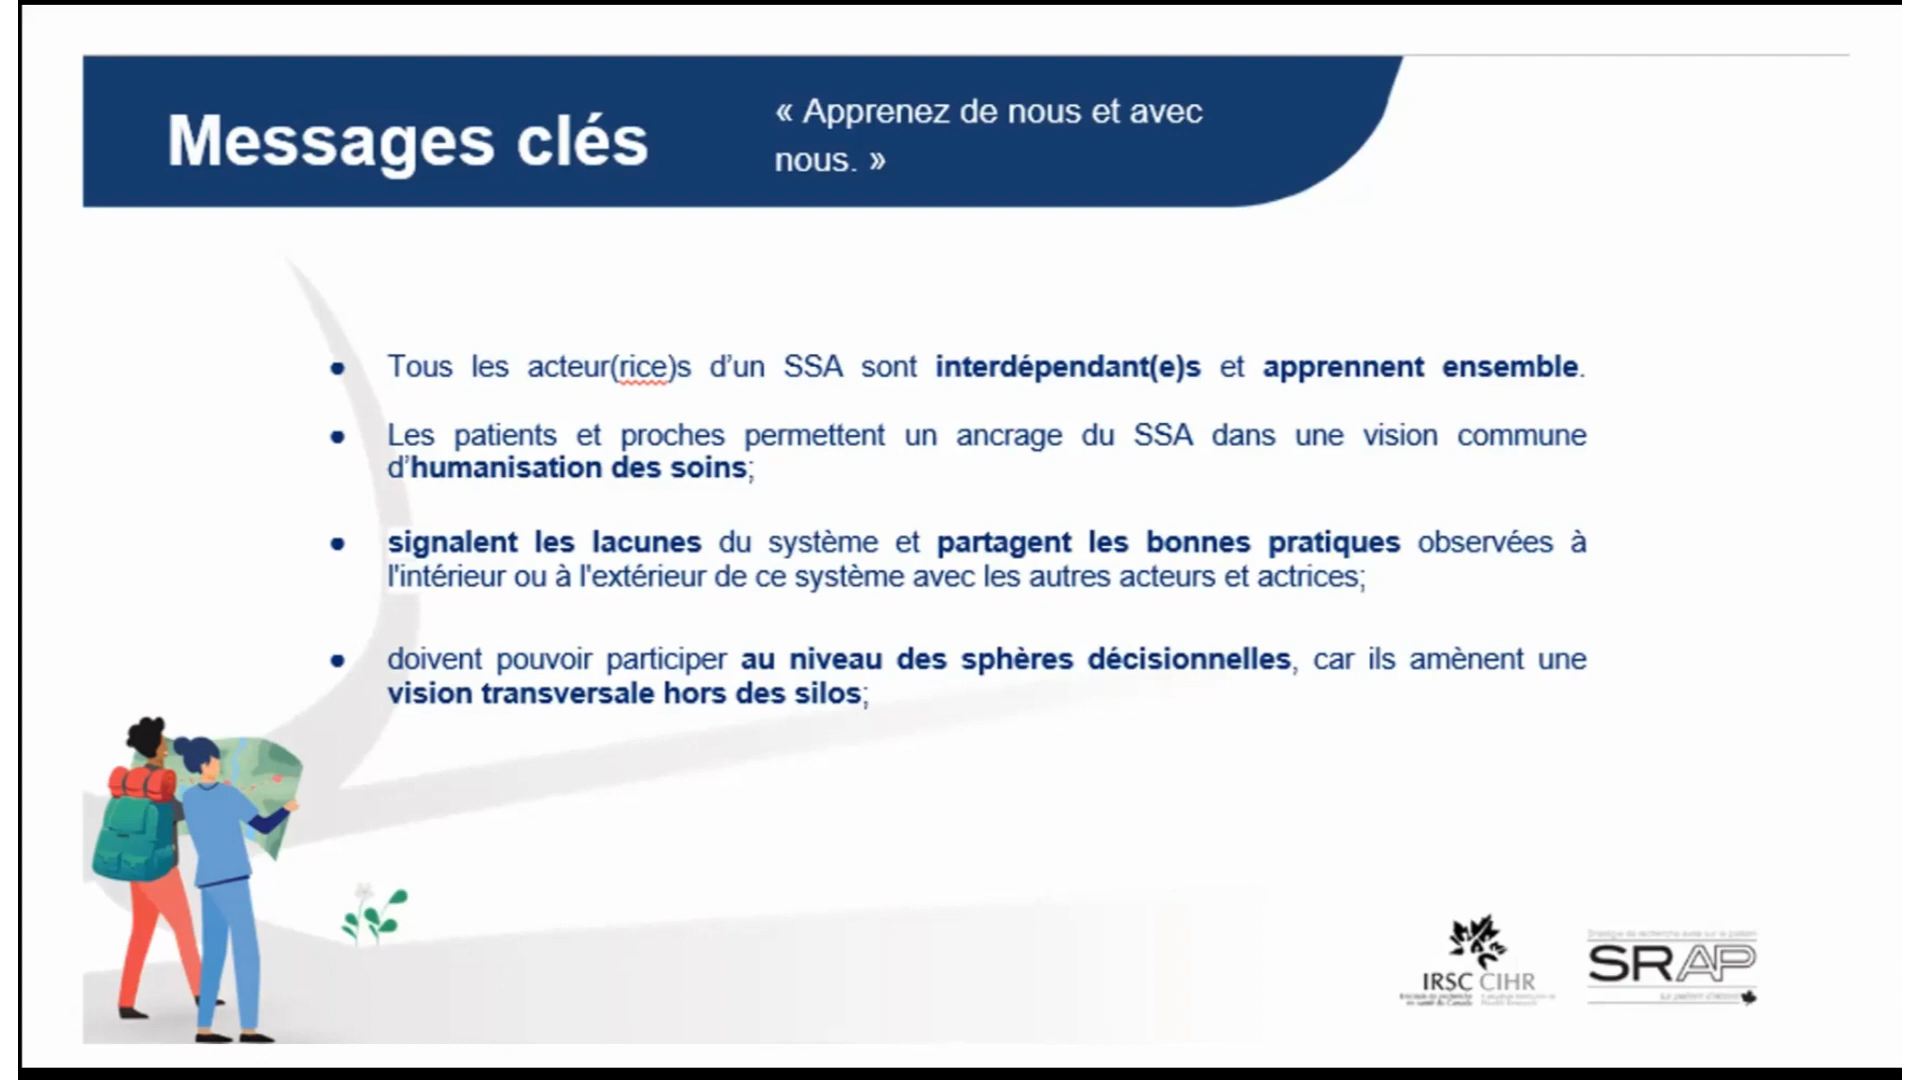 Messages clés
« Apprenez de nous et avec
nous. »
● Tous les acteur(rice)s d’un SSA sont interdépendant(e)s et apprennent ensemble.
● Les patients et proches permettent un ancrage du SSA dans une vision commune
d’humanisation des soins;
● signalent les lacunes du système et partagent les bonnes pratiques observées à
l'intérieur ou à l'extérieur de ce système avec les autres acteurs et actrices;
● doivent pouvoir participer au niveau des sphères décisionnelles, car ils amènent une
vision transversale hors des silos;
IRSC CIHR
SRAP